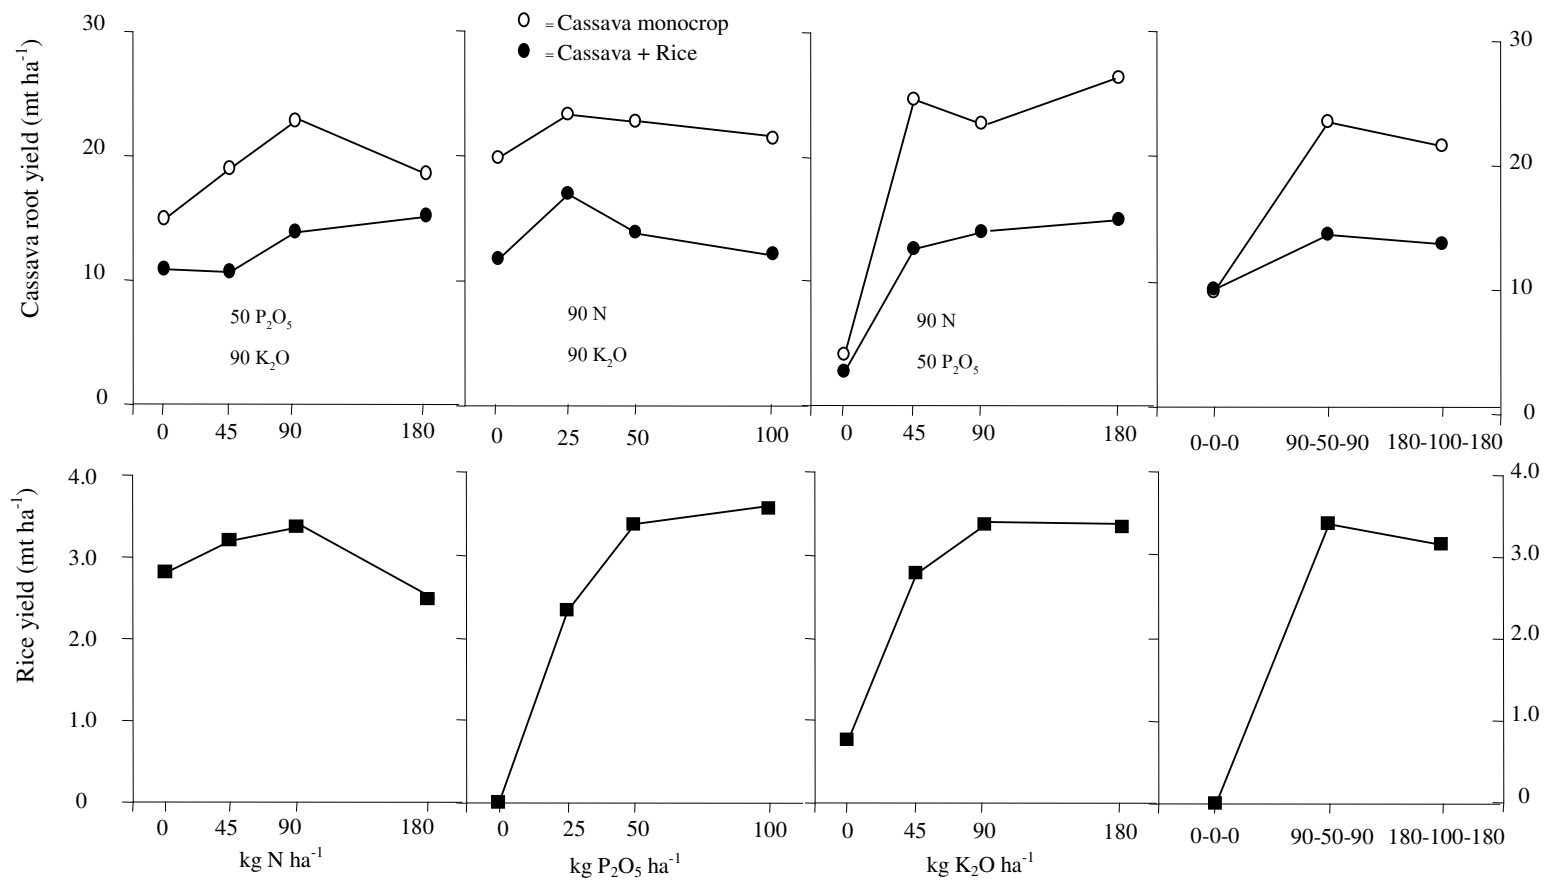 30
= Cassava monocrop
= Cassava + Rice
30
Cassava root yield (mt ha⁻¹)
20
20
10
10
50 P₂O₅
90 K₂O
90 N
90 K₂O
90 N
50 P₂O₅
0
0
0 45 90 180
0 25 50 100
0 45 90 180
0-0-0 90-50-90 180-100-180
4.0
4.0
Rice yield (mt ha⁻¹)
3.0
3.0
2.0
2.0
1.0
1.0
0
0
0 45 90 180
0 25 50 100
0 45 90 180
0-0-0 90-50-90 180-100-180
kg N ha⁻¹
kg P₂O₅ ha⁻¹
kg K₂O ha⁻¹